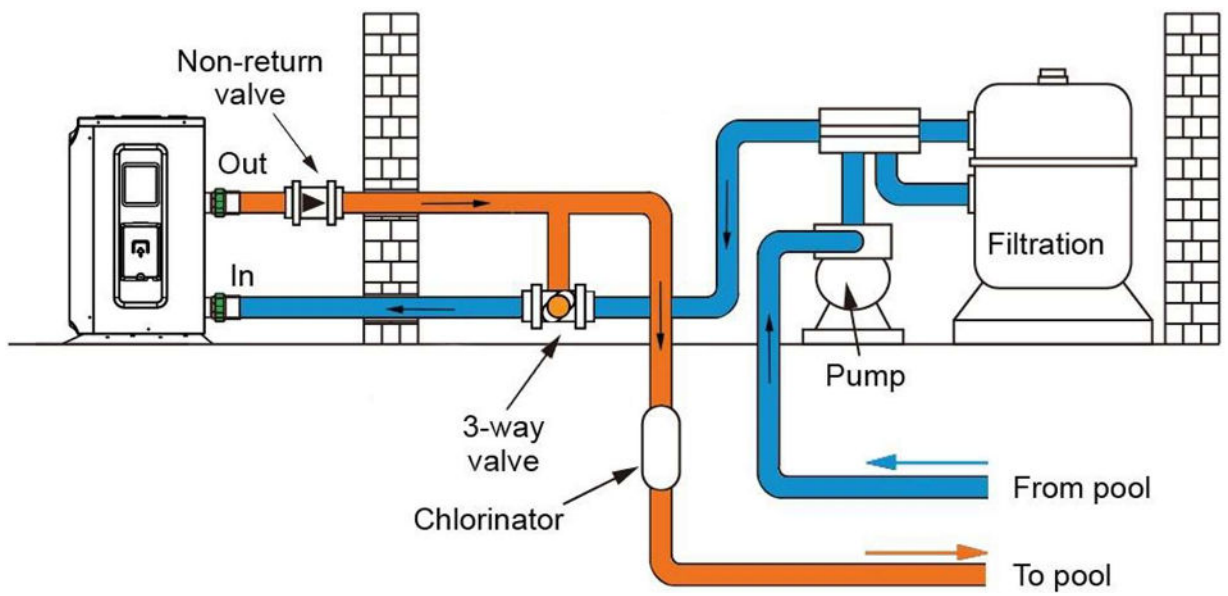 Non-return
valve
Out
In
Filtration
Pump
3-way
valve
Chlorinator
From pool
To pool